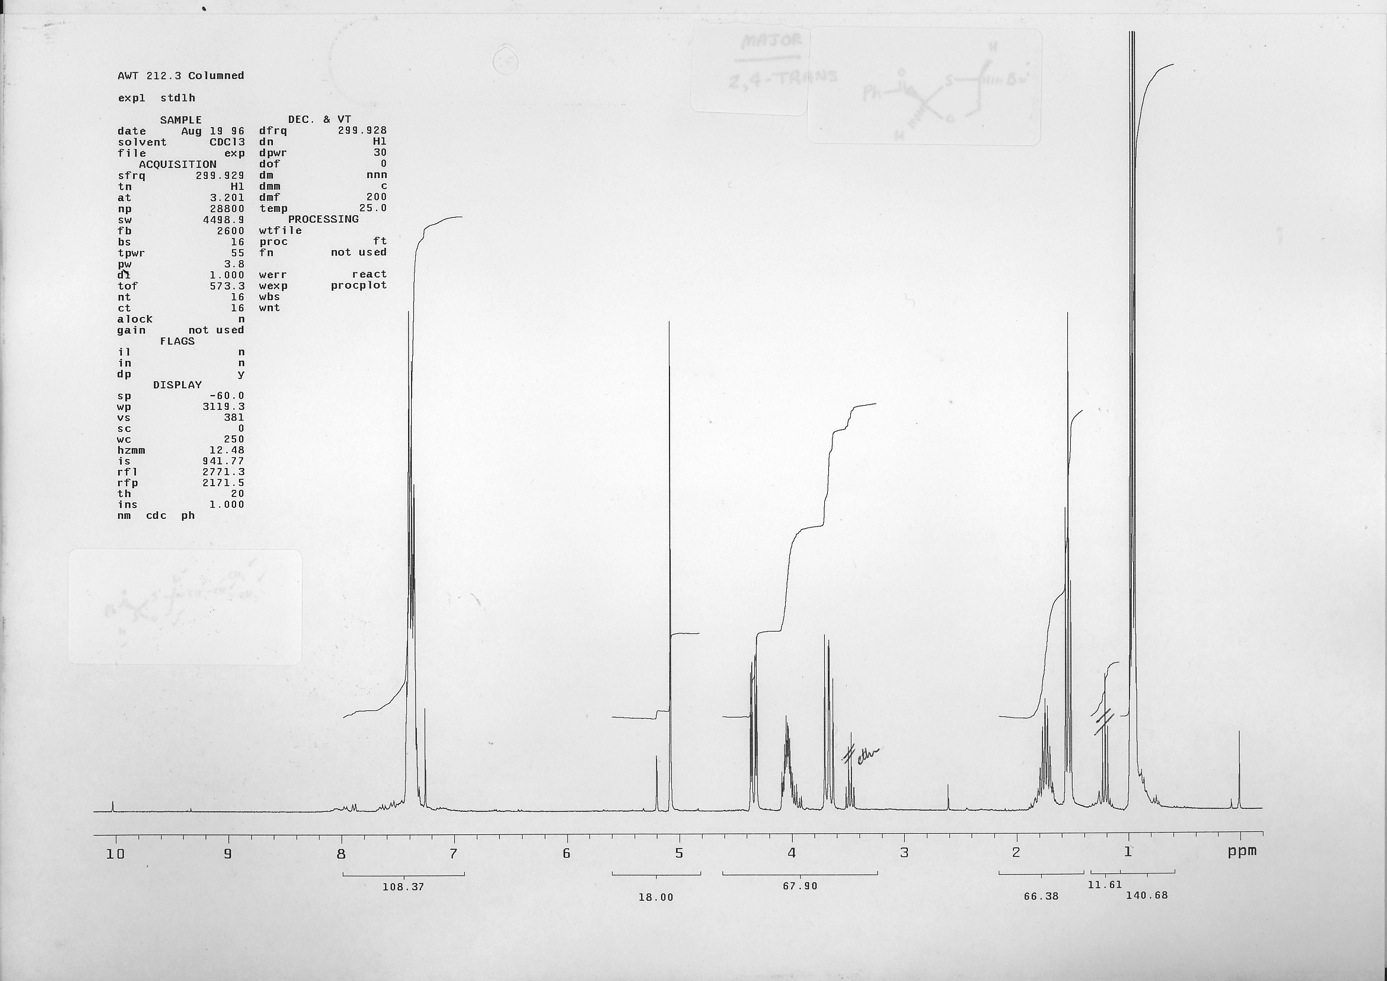 MAJOR
2,4-TRANS
H
O
Ph
S
Bu
O
H
AWT 212.3 Columned
exp1 std1h
SAMPLE DEC. & VT
date Aug 19 96 dfrq 299.928
solvent CDCl3 dn H1
file exp dpwr 30
ACQUISITION dof 0
sfrq 299.929 dm nnn
tn H1 dmm c
at 3.201 dmf 200
np 28800 temp 25.0
sw 4498.9 PROCESSING
fb 2600 wtfile
bs 16 proc ft
tpwr 55 fn not used
pw 3.8
d1 1.000 werr react
tof 573.3 wexp procplot
nt 16 wbs
ct 16 wnt
alock n
gain not used
FLAGS
il n
in n
dp y
DISPLAY
sp -60.0
wp 3119.3
vs 381
sc 0
wc 250
hzmm 12.48
is 941.77
rfl 2771.3
rfp 2171.5
th 20
ins 1.000
nm cdc ph
10 9 8 7 6 5 4 3 2 1 ppm
108.37 18.00 67.90 66.38 11.61 140.68